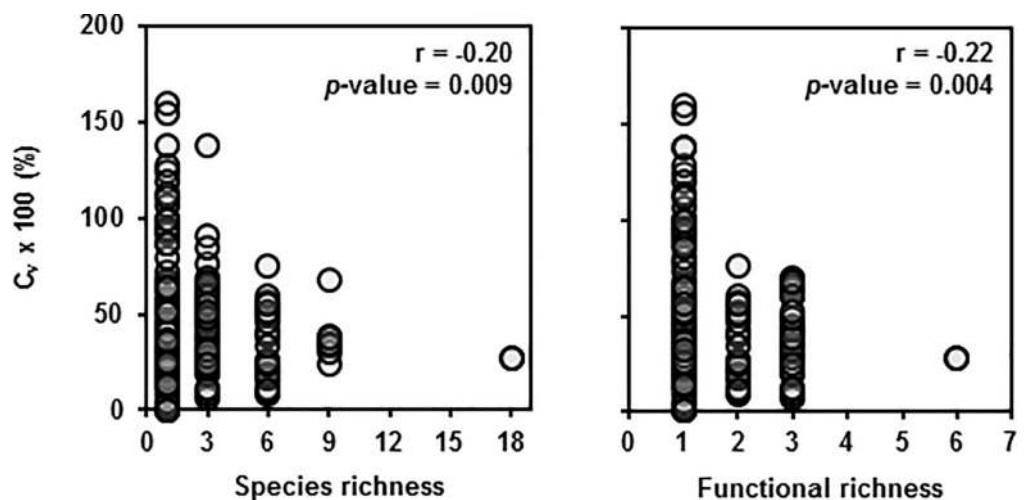 200
150
100
50
0
C_v x 100 (%)
r = -0.20
p-value = 0.009
0 3 6 9 12 15 18
Species richness
r = -0.22
p-value = 0.004
0 1 2 3 4 5 6 7
Functional richness